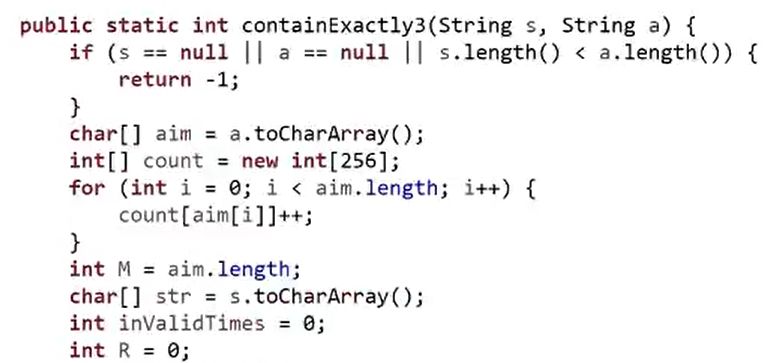 public static int containExactly3(String s, String a) {
    if (s == null || a == null || s.length() < a.length()) {
        return -1;
    }
    char[] aim = a.toCharArray();
    int[] count = new int[256];
    for (int i = 0; i < aim.length; i++) {
        count[aim[i]]++;
    }
    int M = aim.length;
    char[] str = s.toCharArray();
    int inValidTimes = 0;
    int R = 0;